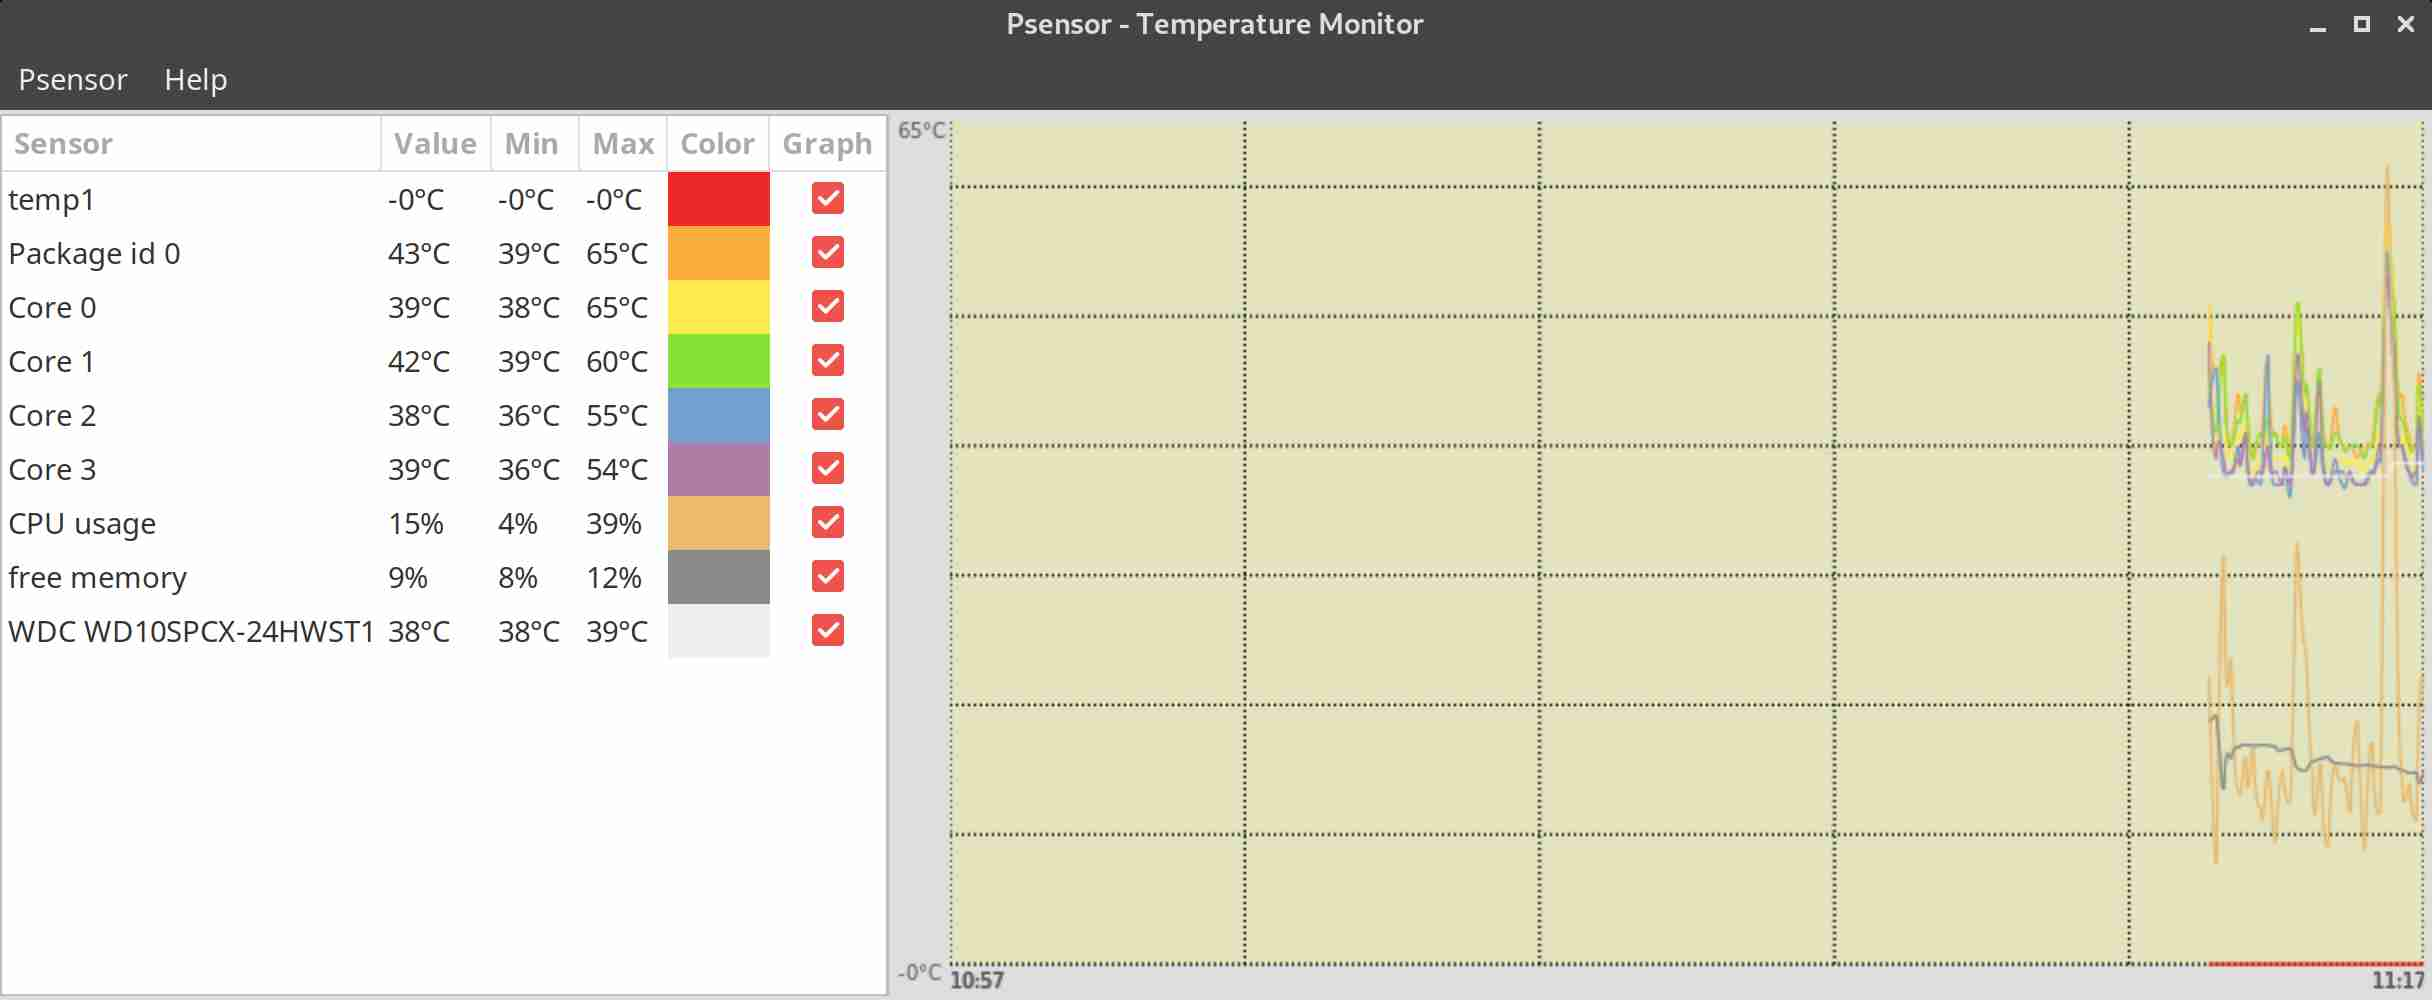 Psensor - Temperature Monitor
Psensor Help
Sensor Value Min Max Color Graph
temp1 -0°C -0°C -0°C
Package id 0 43°C 39°C 65°C
Core 0 39°C 38°C 65°C
Core 1 42°C 39°C 60°C
Core 2 38°C 36°C 55°C
Core 3 39°C 36°C 54°C
CPU usage 15% 4% 39%
free memory 9% 8% 12%
WDC WD10SPCX-24HWST1 38°C 38°C 39°C
65°C
-0°C
10:57 11:17